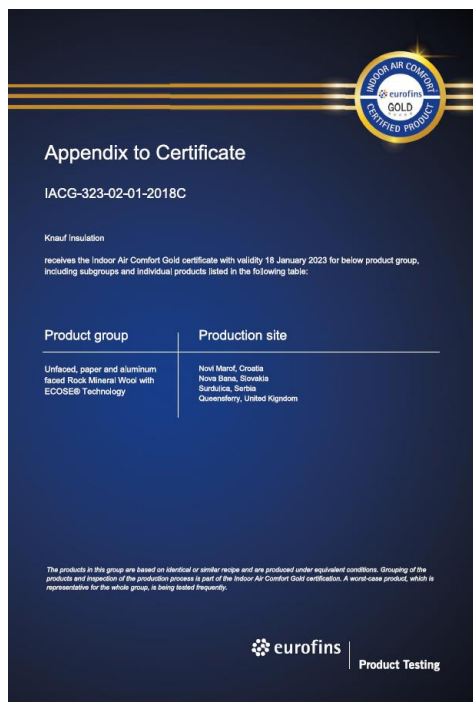 INDOOR AIR COMFORT
eurofins
GOLD
CERTIFIED PRODUCT
Appendix to Certificate
IACG-323-02-01-2018C
Knauf Insulation
receives the Indoor Air Comfort Gold certificate with validity 18 January 2023 for below product group,
including subgroups and individual products listed in the following table:
Product group
Production site
Unfaced, paper and aluminum
faced Rock Mineral Wool with
ECOSE® Technology
Novi Marof, Croatia
Nova Bana, Slovakia
Surdulica, Serbia
Queensferry, United Kigndom
The products in this group are based on identical or similar recipe and are produced under equivalent conditions. Grouping of the
products and inspection of the production process is part of the Indoor Air Comfort Gold certification. A worst-case product, which is
representative for the whole group, is being tested frequently.
eurofins
Product Testing